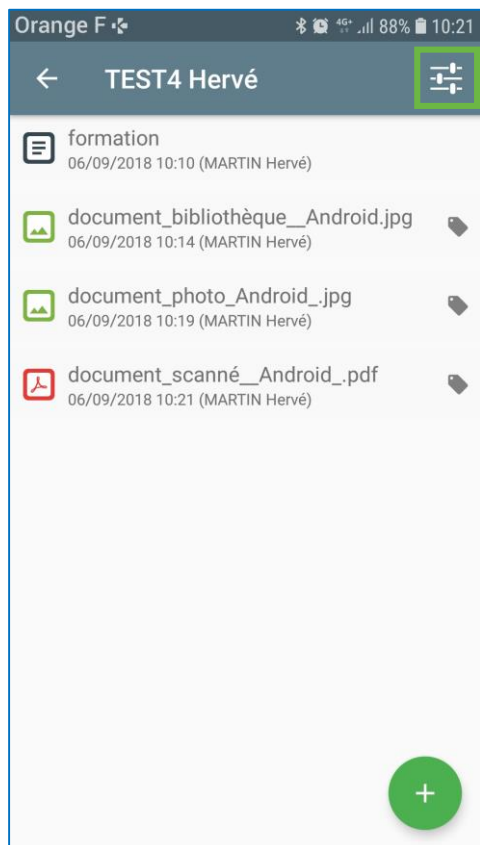 Orange F 4G+ 88% 10:21
TEST4 Hervé
formation
06/09/2018 10:10 (MARTIN Hervé)
document_bibliothèque__Android.jpg
06/09/2018 10:14 (MARTIN Hervé)
document_photo_Android_.jpg
06/09/2018 10:19 (MARTIN Hervé)
document_scanné__Android_.pdf
06/09/2018 10:21 (MARTIN Hervé)
+